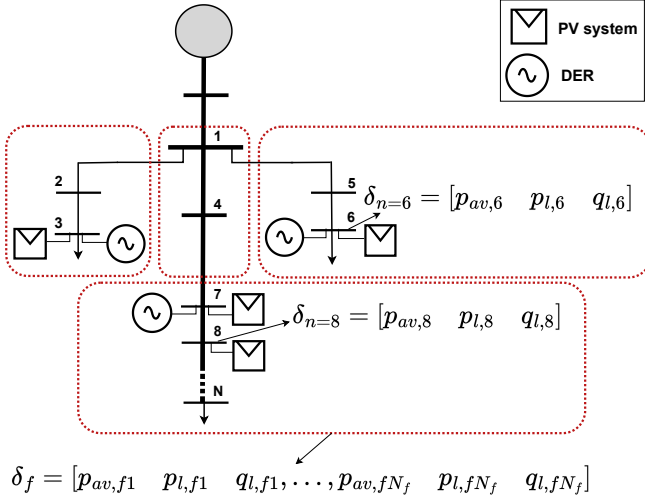 PV system
DER
1
2
5
δ_{n=6} = [p_{av,6} p_{l,6} q_{l,6}]
3
4
6
7
δ_{n=8} = [p_{av,8} p_{l,8} q_{l,8}]
8
N
δ_f = [p_{av,f1} p_{l,f1} q_{l,f1}, . . . , p_{av,fN_f} p_{l,fN_f} q_{l,fN_f}]